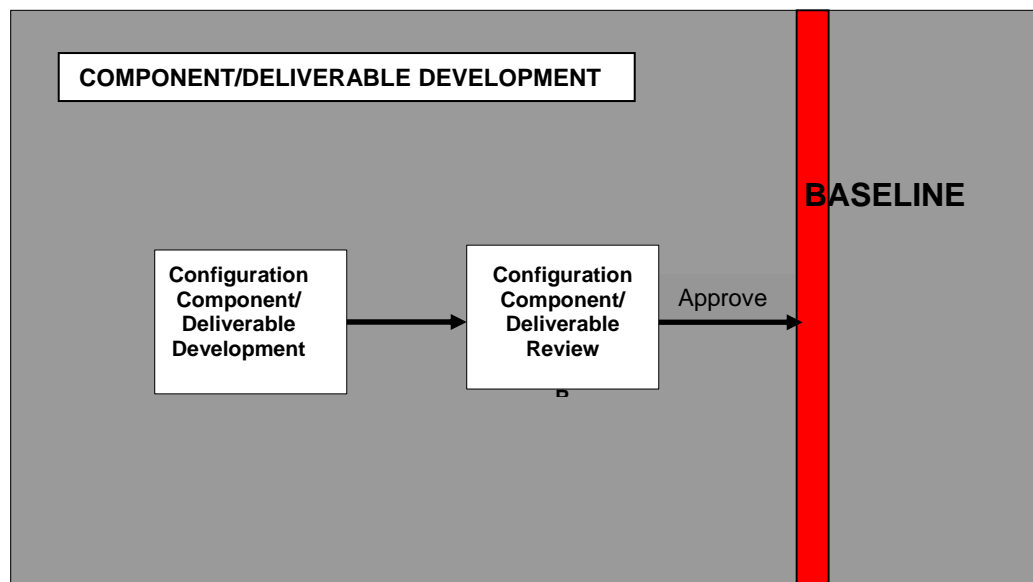 COMPONENT/DELIVERABLE DEVELOPMENT
BASELINE
Configuration
Component/
Deliverable
Development
Configuration
Component/
Deliverable
Review
Approve